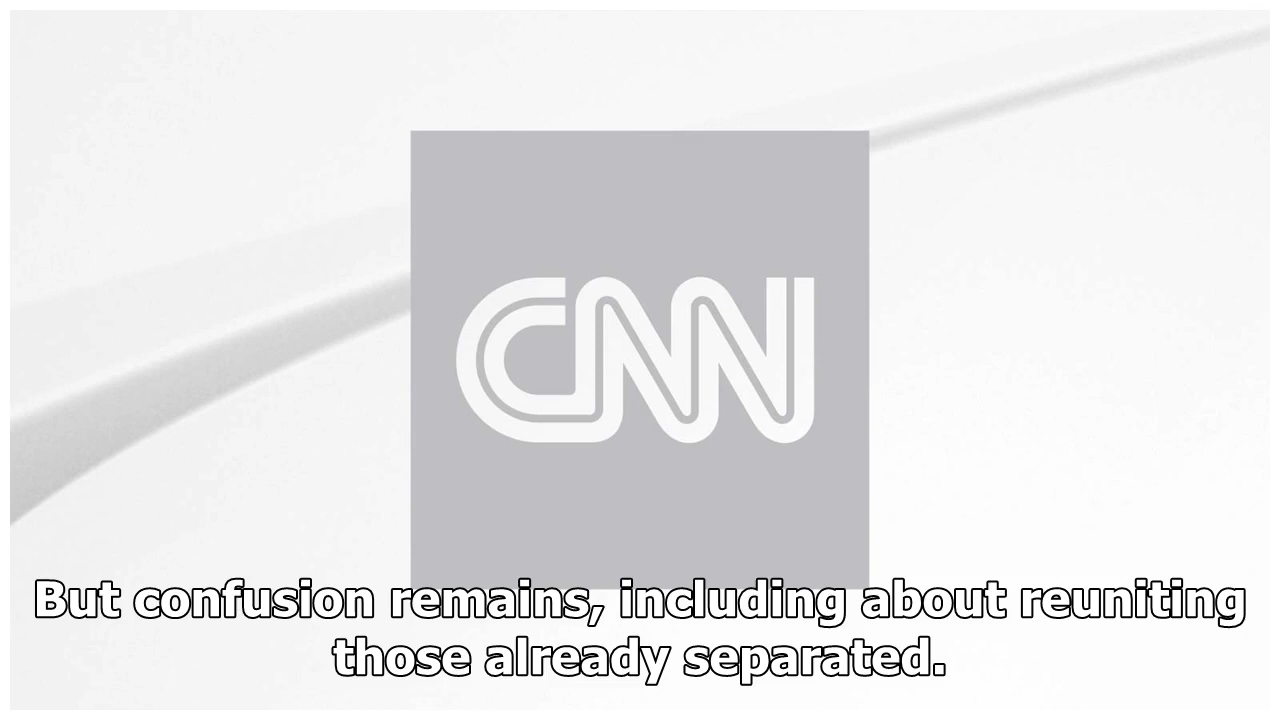 CNN
But confusion remains, including about reuniting
those already separated.